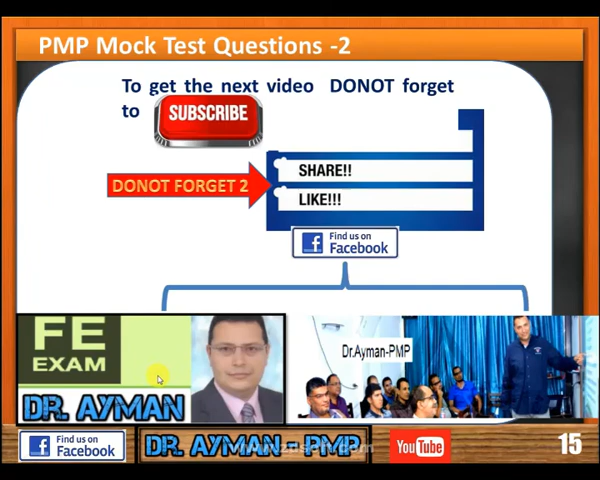 PMP Mock Test Questions -2
To get the next video DONOT forget
to SUBSCRIBE
SHARE!!
DONOT FORGET 2
LIKE!!!
Find us on
Facebook
FE
EXAM
DR. AYMAN
Dr.Ayman-PMP
Find us on
Facebook
DR. AYMAN - PMP
YouTube
15